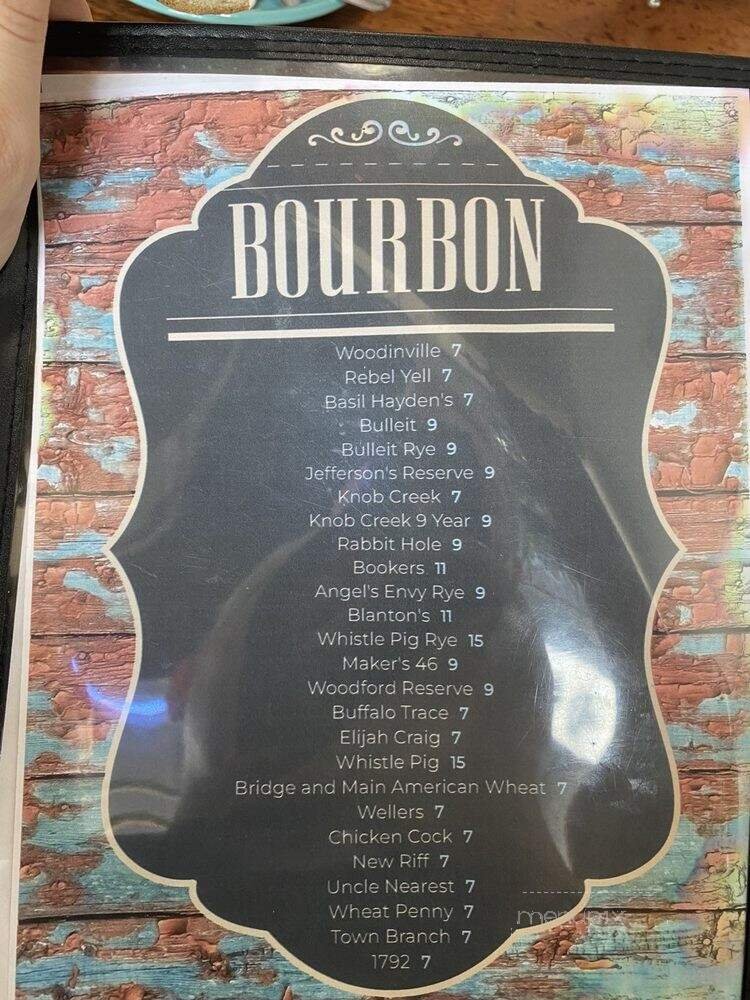 BOURBON
Woodinville 7
Rebel Yell 7
Basil Hayden's 7
Bulleit 9
Bulleit Rye 9
Jefferson's Reserve 9
Knob Creek 7
Knob Creek 9 Year 9
Rabbit Hole 9
Bookers 11
Angel's Envy Rye 9
Blanton's 11
Whistle Pig Rye 15
Maker's 46 9
Woodford Reserve 9
Buffalo Trace 7
Elijah Craig 7
Whistle Pig 15
Bridge and Main American Wheat 7
Wellers 7
Chicken Cock 7
New Riff 7
Uncle Nearest 7
Wheat Penny 7
Town Branch 7
1792 7